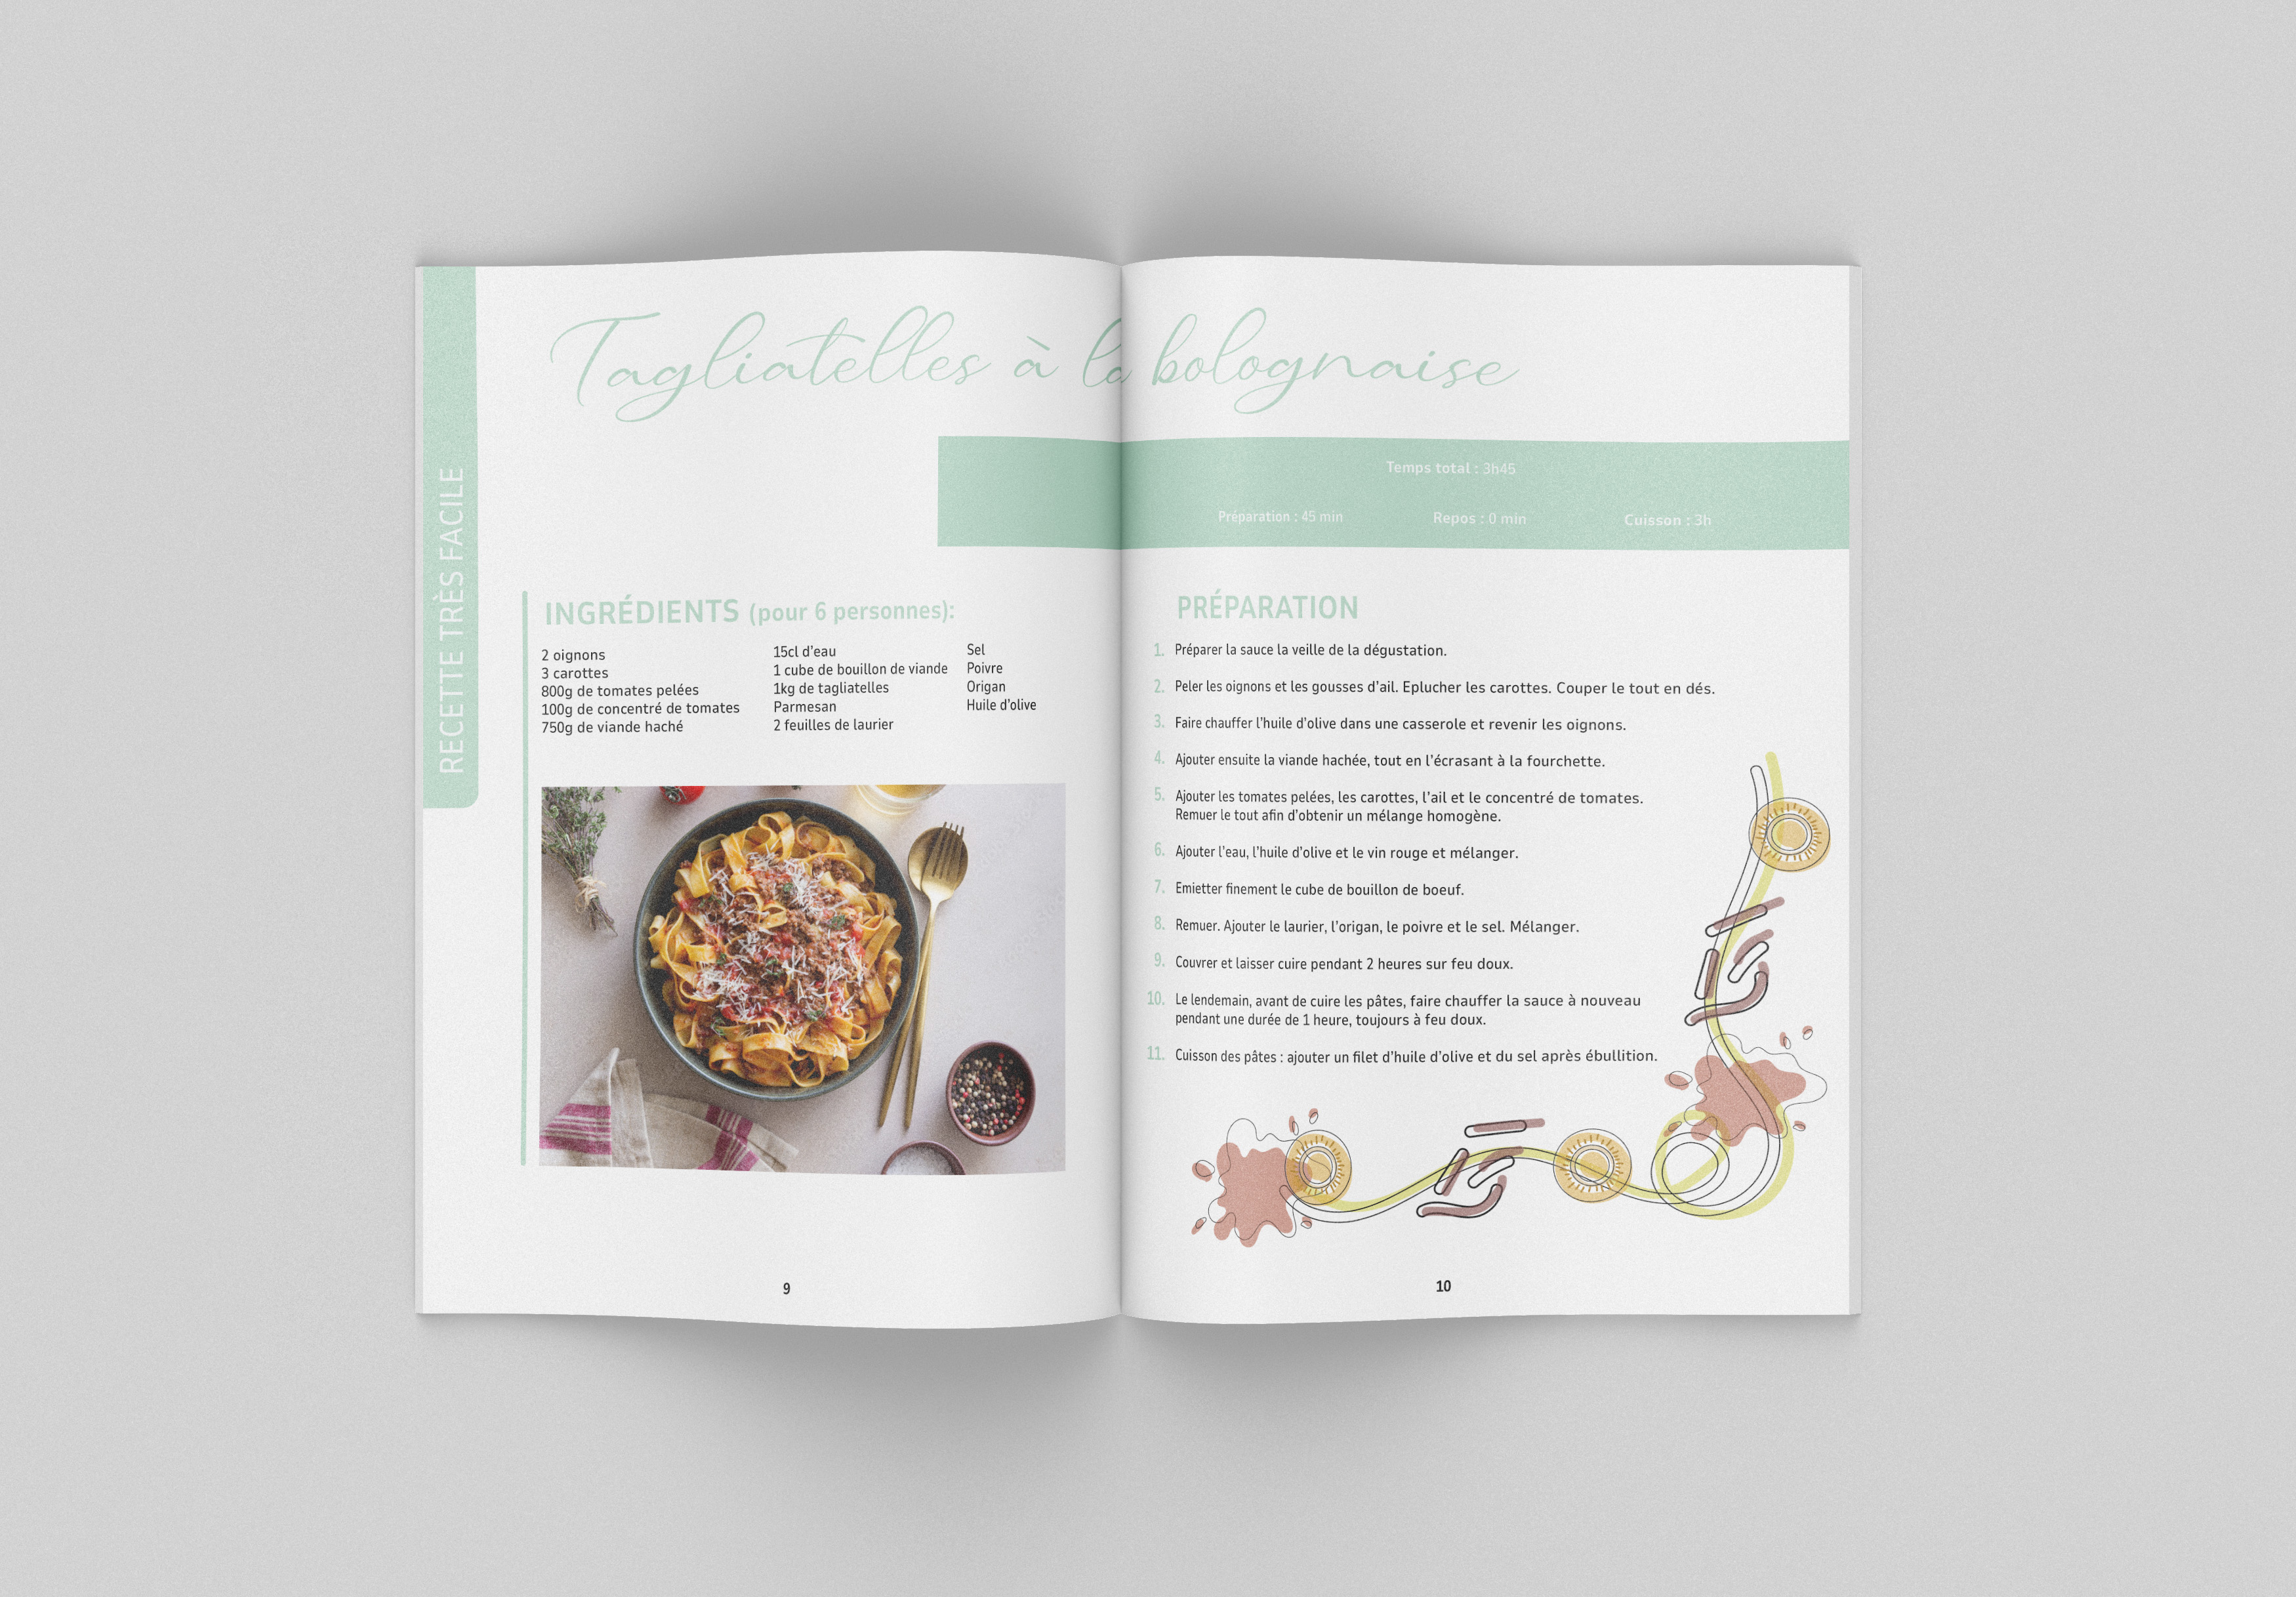 Tagliatelles à la bolognaise
RECETTE TRÈS FACILE
Temps total : 3h45
Préparation : 45 min
Repos : 0 min
Cuisson : 3h
INGRÉDIENTS (pour 6 personnes):
2 oignons
3 carottes
800g de tomates pelées
100g de concentré de tomates
750g de viande haché
15cl d'eau
1 cube de bouillon de viande
1kg de tagliatelles
Parmesan
2 feuilles de laurier
Sel
Poivre
Origan
Huile d'olive
9
PRÉPARATION
1. Préparer la sauce la veille de la dégustation.
2. Peler les oignons et les gousses d'ail. Eplucher les carottes. Couper le tout en dés.
3. Faire chauffer l'huile d'olive dans une casserole et revenir les oignons.
4. Ajouter ensuite la viande hachée, tout en l'écrasant à la fourchette.
5. Ajouter les tomates pelées, les carottes, l'ail et le concentré de tomates.
Remuer le tout afin d'obtenir un mélange homogène.
6. Ajouter l'eau, l'huile d'olive et le vin rouge et mélanger.
7. Emietter finement le cube de bouillon de boeuf.
8. Remuer. Ajouter le laurier, l'origan, le poivre et le sel. Mélanger.
9. Couvrer et laisser cuire pendant 2 heures sur feu doux.
10. Le lendemain, avant de cuire les pâtes, faire chauffer la sauce à nouveau
pendant une durée de 1 heure, toujours à feu doux.
11. Cuisson des pâtes : ajouter un filet d'huile d'olive et du sel après ébullition.
10